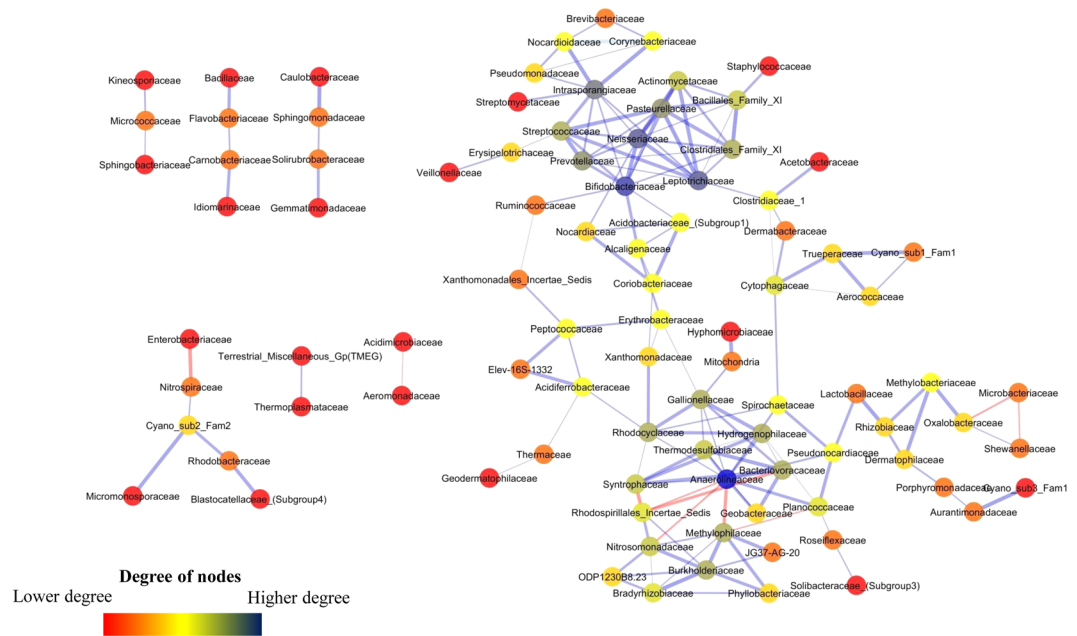 Brevibacteriaceae
Nocardioidaceae
Corynebacteriaceae
Pseudomonadaceae
Staphylococcaceae
Kineosporiaceae
Bacillaceae
Caulobacteraceae
Actinomycetaceae
Intrasporangiaceae
Bacillales_Family_XI
Streptomycetaceae
Pasteurellaceae
Micrococcaceae
Flavobacteriaceae
Sphingomonadaceae
Streptococcaceae
Neisseriaceae
Clostridiales_Family_XI
Erysipelotrichaceae
Prevotellaceae
Acetobacteraceae
Sphingobacteriaceae
Carnobacteriaceae
Solirubrobacteraceae
Veillonellaceae
Leptotrichiaceae
Bifidobacteriaceae
Clostridiaceae_1
Idiomarinaceae
Gemmatimonadaceae
Ruminococcaceae
Acidobacteriaceae_(Subgroup1)
Nocardiaceae
Dermabacteraceae
Alcaligenaceae
Trueperaceae
Cyano_sub1_Fam1
Xanthomonadales_Incertae_Sedis
Coriobacteriaceae
Cytophagaceae
Aerococcaceae
Erythrobacteraceae
Peptococcaceae
Hyphomicrobiaceae
Enterobacteriaceae
Acidimicrobiaceae
Terrestrial_Miscellaneous_Gp(TMEG)
Xanthomonadaceae
Mitochondria
Elev-16S-1332
Nitrospiraceae
Acidiferrobacteraceae
Aeromonadaceae
Thermoplasmataceae
Gallionellaceae
Spirochaetaceae
Lactobacillaceae
Methylobacteriaceae
Microbacteriaceae
Cyano_sub2_Fam2
Rhodocyclaceae
Hydrogenophilaceae
Rhizobiaceae
Oxalobacteraceae
Thermodesulfobiaceae
Pseudonocardiaceae
Shewanellaceae
Thermaceae
Rhodobacteraceae
Bacteriovoracaceae
Dermatophilaceae
Geodermatophilaceae
Syntrophaceae
Anaerolineaceae
Porphyromonadaceae
Cyano_sub3_Fam1
Micromonosporaceae
Blastocatellaceae_(Subgroup4)
Rhodospirillales_Incertae_Sedis
Geobacteraceae
Planococcaceae
Aurantimonadaceae
Methylophilaceae
Roseiflexaceae
Nitrosomonadaceae
JG37-AG-20
ODP1230B8.23
Burkholderiaceae
Solibacteraceae_(Subgroup3)
Bradyrhizobiaceae
Phyllobacteriaceae
Degree of nodes
Lower degree
Higher degree